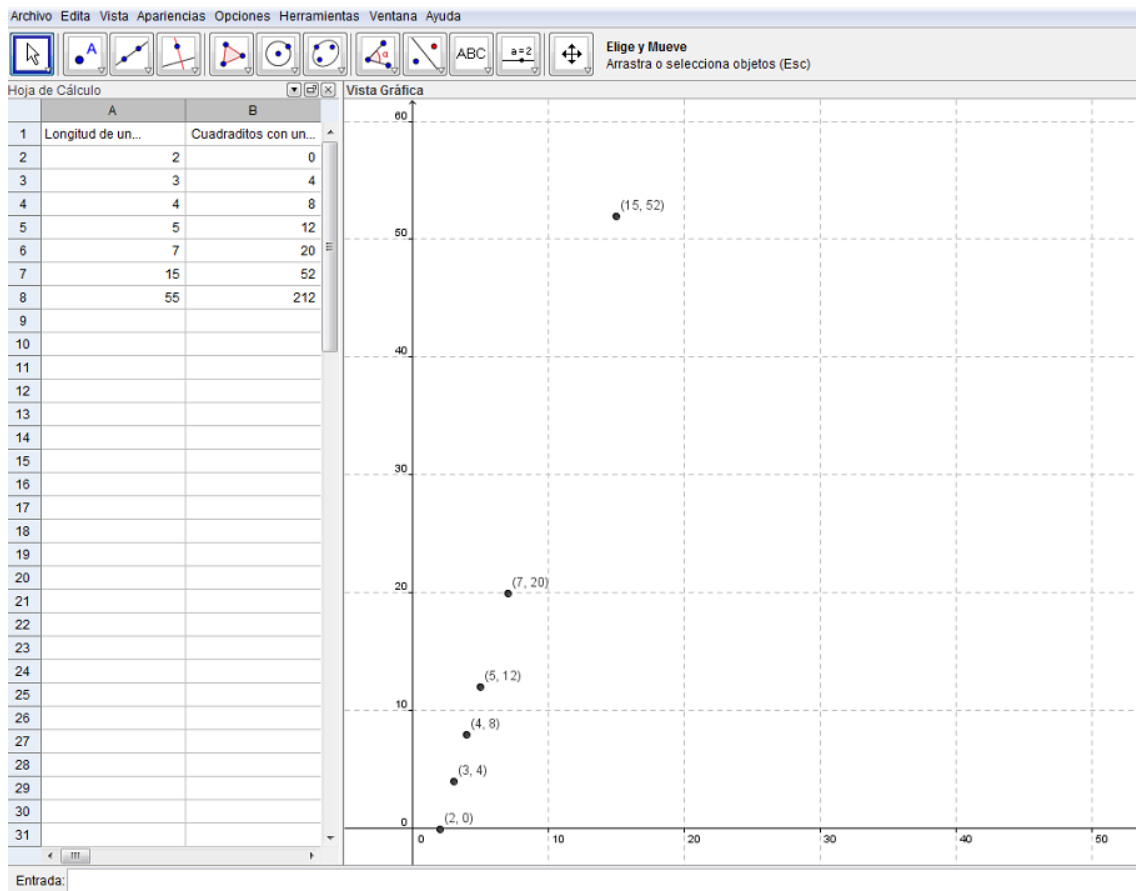 Archivo Edita Vista Apariencias Opciones Herramientas Ventana Ayuda
A
α
ABC
a=2
Elige y Mueve
Arrastra o selecciona objetos (Esc)
Hoja de Cálculo
Vista Gráfica
A B
1 Longitud de un... Cuadraditos con un...
2 2 0
3 3 4
4 4 8
5 5 12
6 7 20
7 15 52
8 55 212
9
10
11
12
13
14
15
16
17
18
19
20
21
22
23
24
25
26
27
28
29
30
31
60
(15, 52)
50
40
30
20
(7, 20)
(5, 12)
10
(4, 8)
(3, 4)
0
(2, 0)
0 10 20 30 40 50
Entrada: